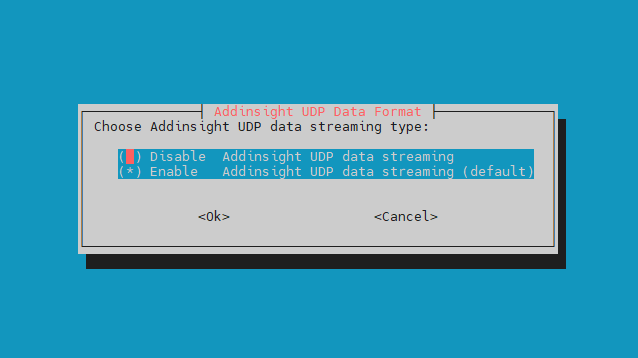 Addinsight UDP Data Format
Choose Addinsight UDP data streaming type:
( ) Disable  Addinsight UDP data streaming
(*) Enable   Addinsight UDP data streaming (default)
<Ok>                  <Cancel>